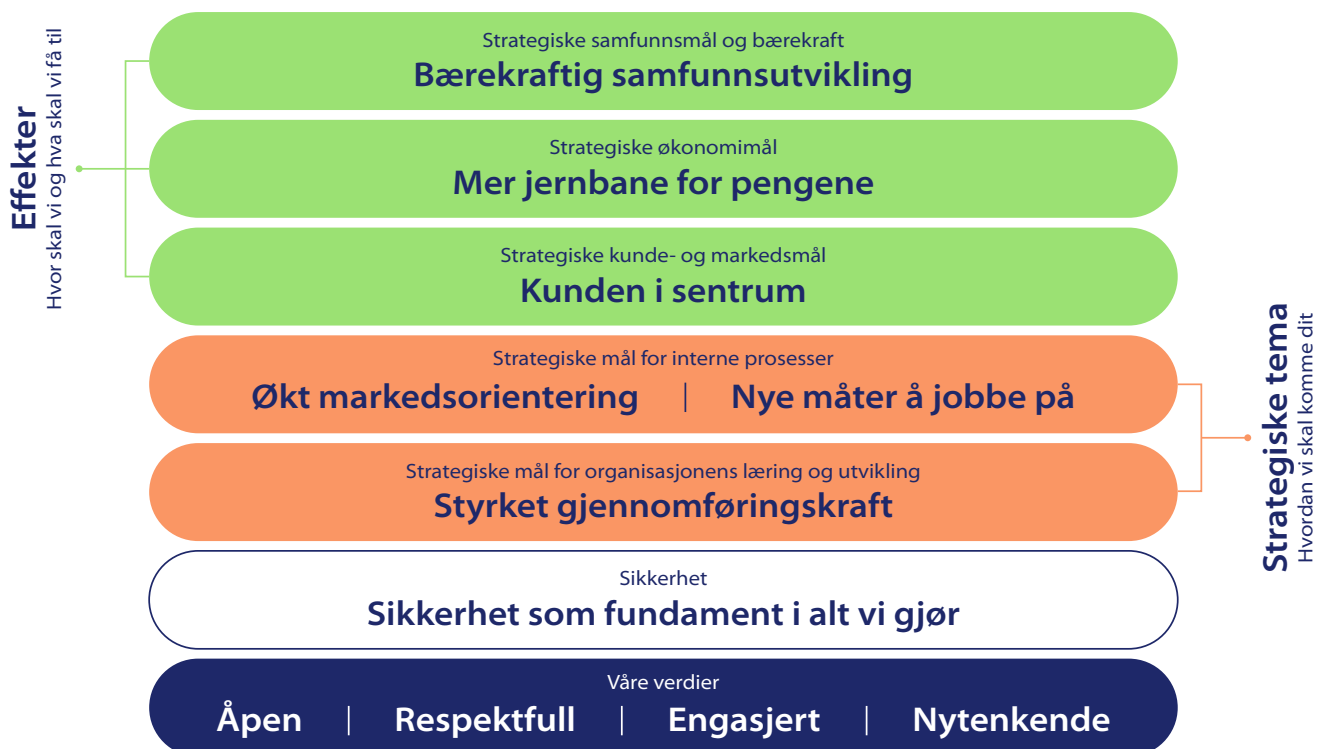 Effekter
Hvor skal vi og hva skal vi få til
Strategiske samfunnsmål og bærekraft
Bærekraftig samfunnsutvikling
Strategiske økonomimål
Mer jernbane for pengene
Strategiske kunde- og markedsmål
Kunden i sentrum
Strategiske mål for interne prosesser
Økt markedsorientering | Nye måter å jobbe på
Strategiske mål for organisasjonens læring og utvikling
Styrket gjennomføringskraft
Strategiske tema
Hvordan vi skal komme dit
Sikkerhet
Sikkerhet som fundament i alt vi gjør
Våre verdier
Åpen | Respektfull | Engasjert | Nytenkende